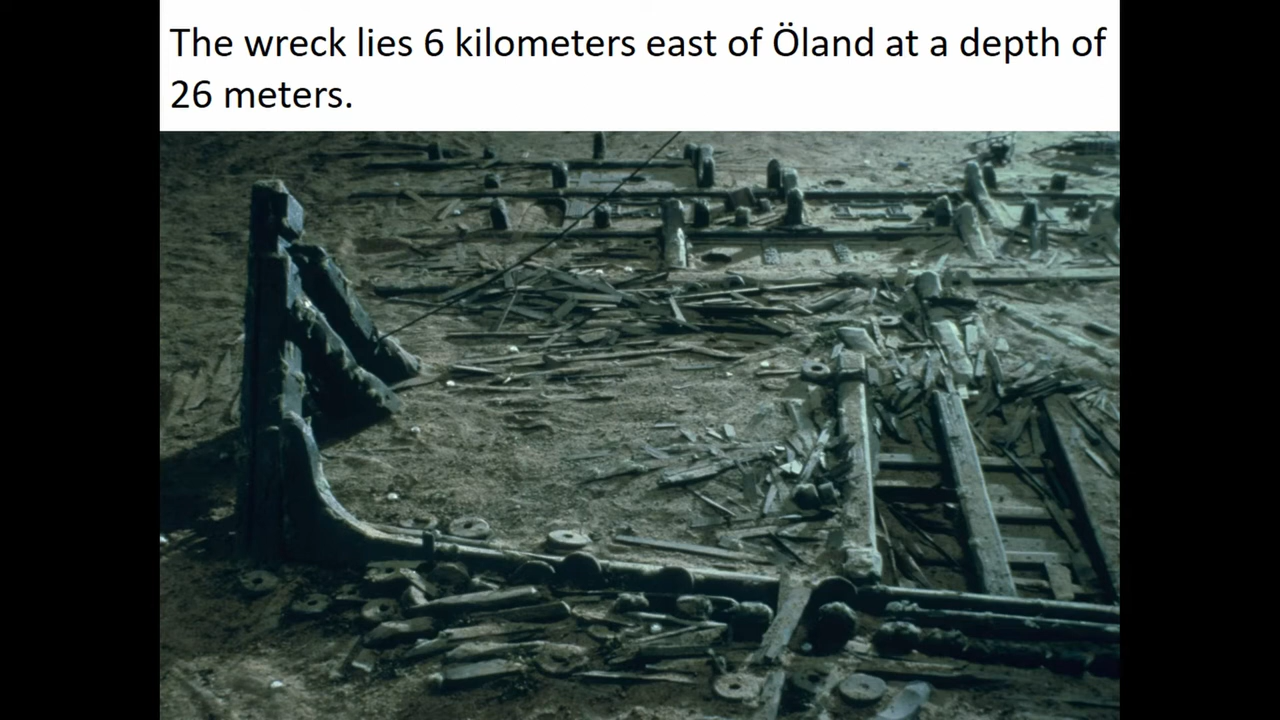 The wreck lies 6 kilometers east of Öland at a depth of
26 meters.